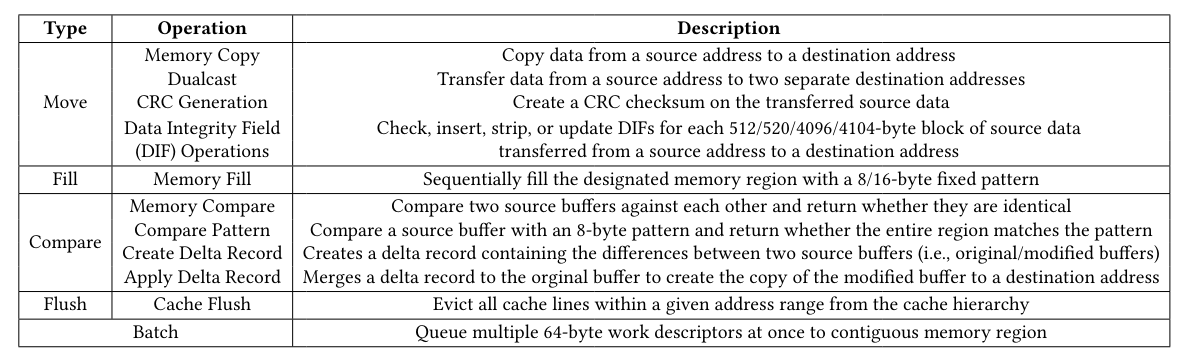 Type Operation Description
Memory Copy Copy data from a source address to a destination address
Dualcast Transfer data from a source address to two separate destination addresses
Move CRC Generation Create a CRC checksum on the transferred source data
Data Integrity Field Check, insert, strip, or update DIFs for each 512/520/4096/4104-byte block of source data
(DIF) Operations transferred from a source address to a destination address
Fill Memory Fill Sequentially fill the designated memory region with a 8/16-byte fixed pattern
Memory Compare Compare two source buffers against each other and return whether they are identical
Compare Pattern Compare a source buffer with an 8-byte pattern and return whether the entire region matches the pattern
Compare Create Delta Record Creates a delta record containing the differences between two source buffers (i.e., original/modified buffers)
Apply Delta Record Merges a delta record to the orginal buffer to create the copy of the modified buffer to a destination address
Flush Cache Flush Evict all cache lines within a given address range from the cache hierarchy
Batch Queue multiple 64-byte work descriptors at once to contiguous memory region